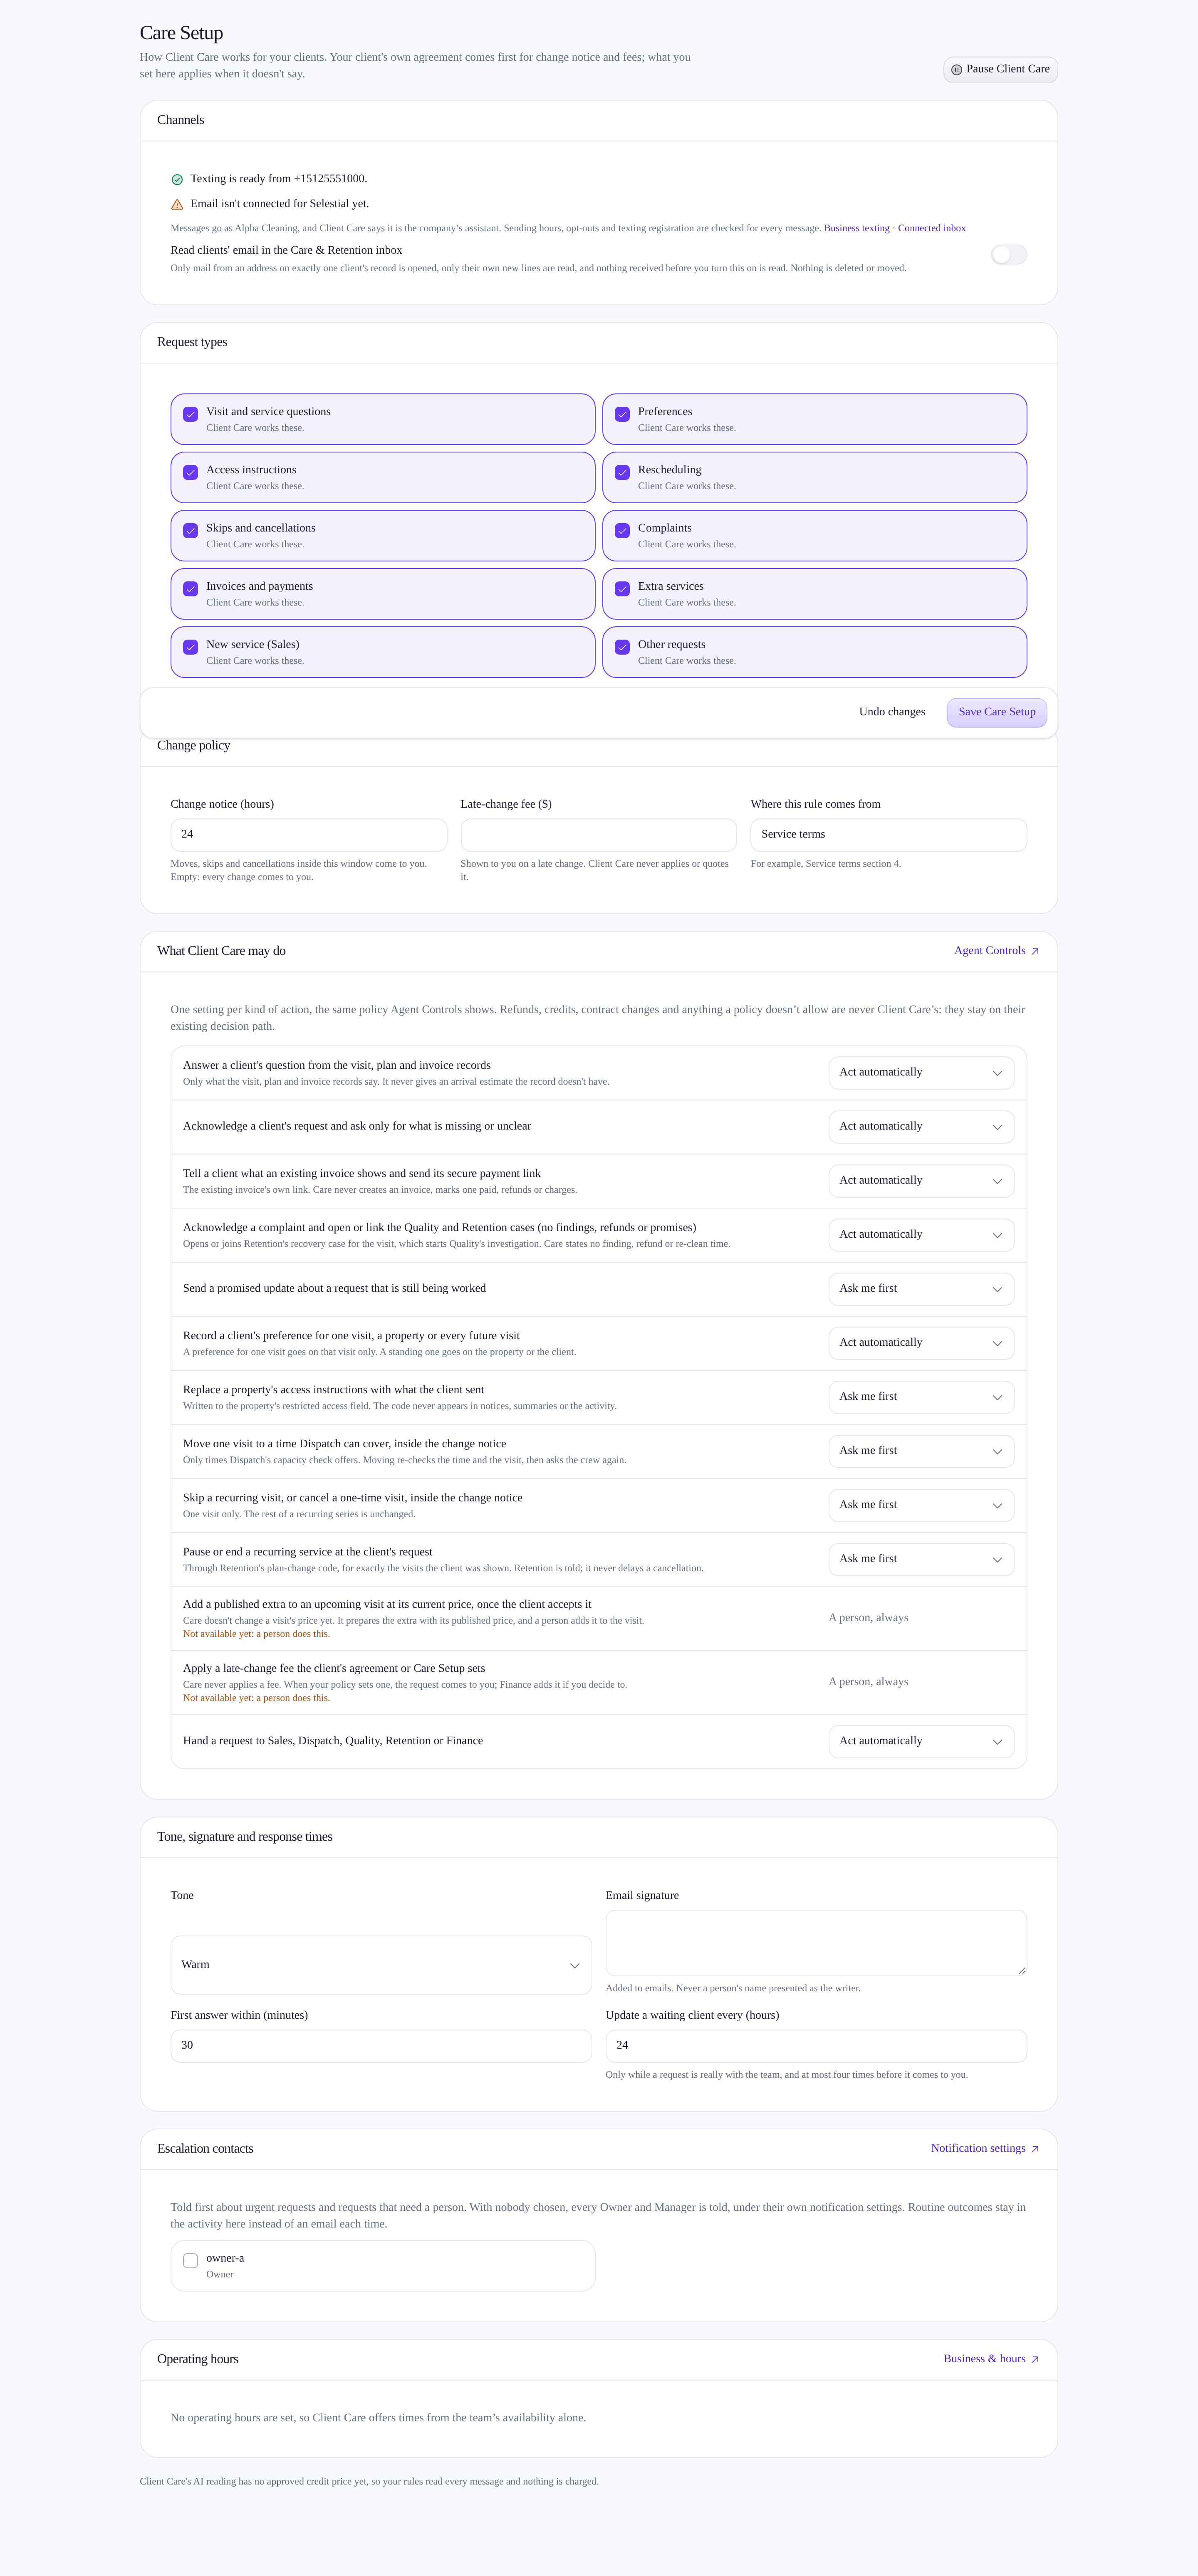 Care Setup
How Client Care works for your clients. Your client's own agreement comes first for change notice and fees; what you
set here applies when it doesn't say.
Pause Client Care
Channels
Texting is ready from +15125551000.
Email isn't connected for Selestial yet.
Messages go as Alpha Cleaning, and Client Care says it is the company’s assistant. Sending hours, opt-outs and texting registration are checked for every message. Business texting · Connected inbox
Read clients' email in the Care & Retention inbox
Only mail from an address on exactly one client's record is opened, only their own new lines are read, and nothing received before you turn this on is read. Nothing is deleted or moved.
Request types
Visit and service questions
Client Care works these.
Preferences
Client Care works these.
Access instructions
Client Care works these.
Rescheduling
Client Care works these.
Skips and cancellations
Client Care works these.
Complaints
Client Care works these.
Invoices and payments
Client Care works these.
Extra services
Client Care works these.
New service (Sales)
Client Care works these.
Other requests
Client Care works these.
Undo changes
Save Care Setup
Change policy
Change notice (hours)
24
Moves, skips and cancellations inside this window come to you.
Empty: every change comes to you.
Late-change fee ($)
Shown to you on a late change. Client Care never applies or quotes
it.
Where this rule comes from
Service terms
For example, Service terms section 4.
What Client Care may do
Agent Controls
One setting per kind of action, the same policy Agent Controls shows. Refunds, credits, contract changes and anything a policy doesn’t allow are never Client Care’s: they stay on their
existing decision path.
Answer a client's question from the visit, plan and invoice records
Only what the visit, plan and invoice records say. It never gives an arrival estimate the record doesn't have.
Act automatically
Acknowledge a client's request and ask only for what is missing or unclear
Act automatically
Tell a client what an existing invoice shows and send its secure payment link
The existing invoice's own link. Care never creates an invoice, marks one paid, refunds or charges.
Act automatically
Acknowledge a complaint and open or link the Quality and Retention cases (no findings, refunds or promises)
Opens or joins Retention's recovery case for the visit, which starts Quality's investigation. Care states no finding, refund or re-clean time.
Act automatically
Send a promised update about a request that is still being worked
Ask me first
Record a client's preference for one visit, a property or every future visit
A preference for one visit goes on that visit only. A standing one goes on the property or the client.
Act automatically
Replace a property's access instructions with what the client sent
Written to the property's restricted access field. The code never appears in notices, summaries or the activity.
Ask me first
Move one visit to a time Dispatch can cover, inside the change notice
Only times Dispatch's capacity check offers. Moving re-checks the time and the visit, then asks the crew again.
Ask me first
Skip a recurring visit, or cancel a one-time visit, inside the change notice
One visit only. The rest of a recurring series is unchanged.
Ask me first
Pause or end a recurring service at the client's request
Through Retention's plan-change code, for exactly the visits the client was shown. Retention is told; it never delays a cancellation.
Ask me first
Add a published extra to an upcoming visit at its current price, once the client accepts it
Care doesn't change a visit's price yet. It prepares the extra with its published price, and a person adds it to the visit.
Not available yet: a person does this.
A person, always
Apply a late-change fee the client's agreement or Care Setup sets
Care never applies a fee. When your policy sets one, the request comes to you; Finance adds it if you decide to.
Not available yet: a person does this.
A person, always
Hand a request to Sales, Dispatch, Quality, Retention or Finance
Act automatically
Tone, signature and response times
Tone
Warm
Email signature
Added to emails. Never a person's name presented as the writer.
First answer within (minutes)
30
Update a waiting client every (hours)
24
Only while a request is really with the team, and at most four times before it comes to you.
Escalation contacts
Notification settings
Told first about urgent requests and requests that need a person. With nobody chosen, every Owner and Manager is told, under their own notification settings. Routine outcomes stay in
the activity here instead of an email each time.
owner-a
Owner
Operating hours
Business & hours
No operating hours are set, so Client Care offers times from the team’s availability alone.
Client Care's AI reading has no approved credit price yet, so your rules read every message and nothing is charged.